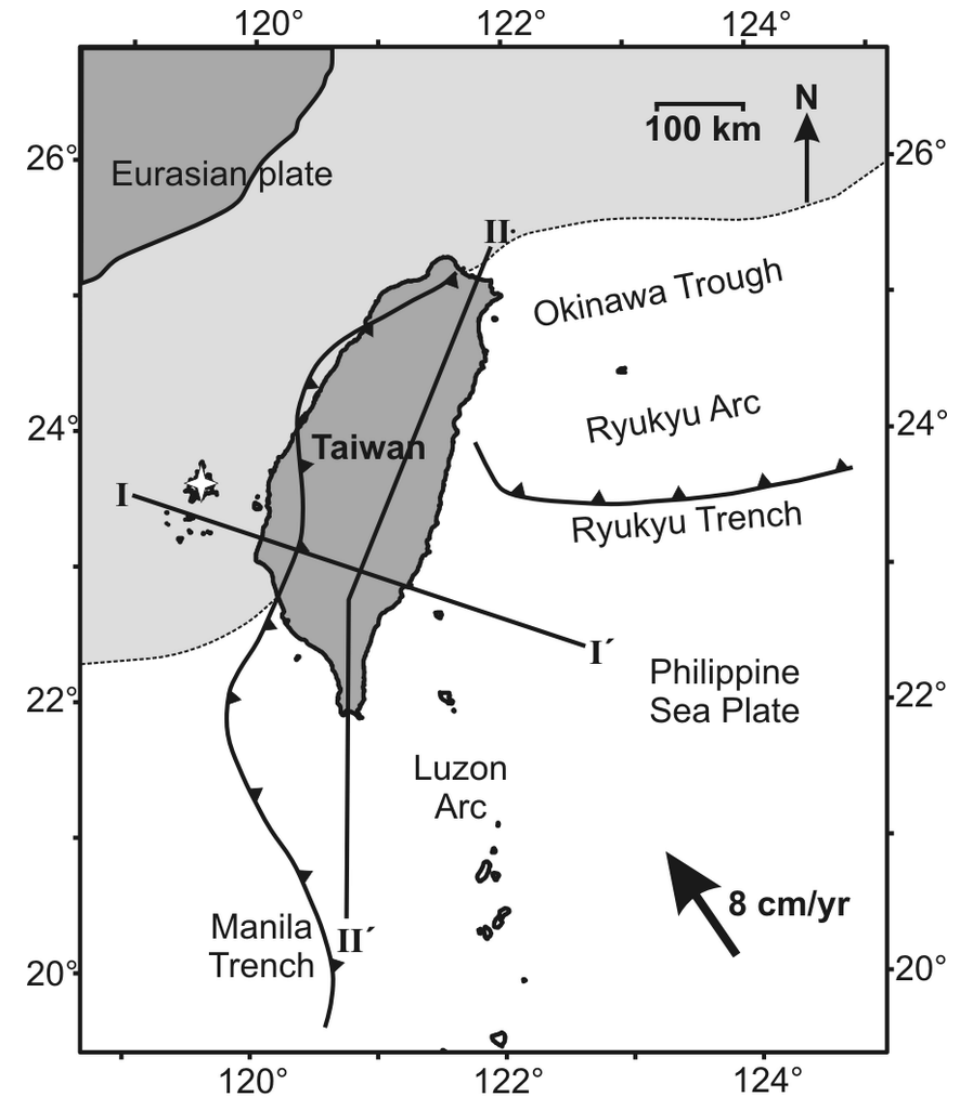 120° 122° 124°
N
100 km
26° 26°
Eurasian plate
II·
Okinawa Trough
Ryukyu Arc
24° 24°
Taiwan
I
Ryukyu Trench
I´
Philippine
Sea Plate
22° 22°
Luzon
Arc
8 cm/yr
Manila
Trench
II´
20° 20°
120° 122° 124°